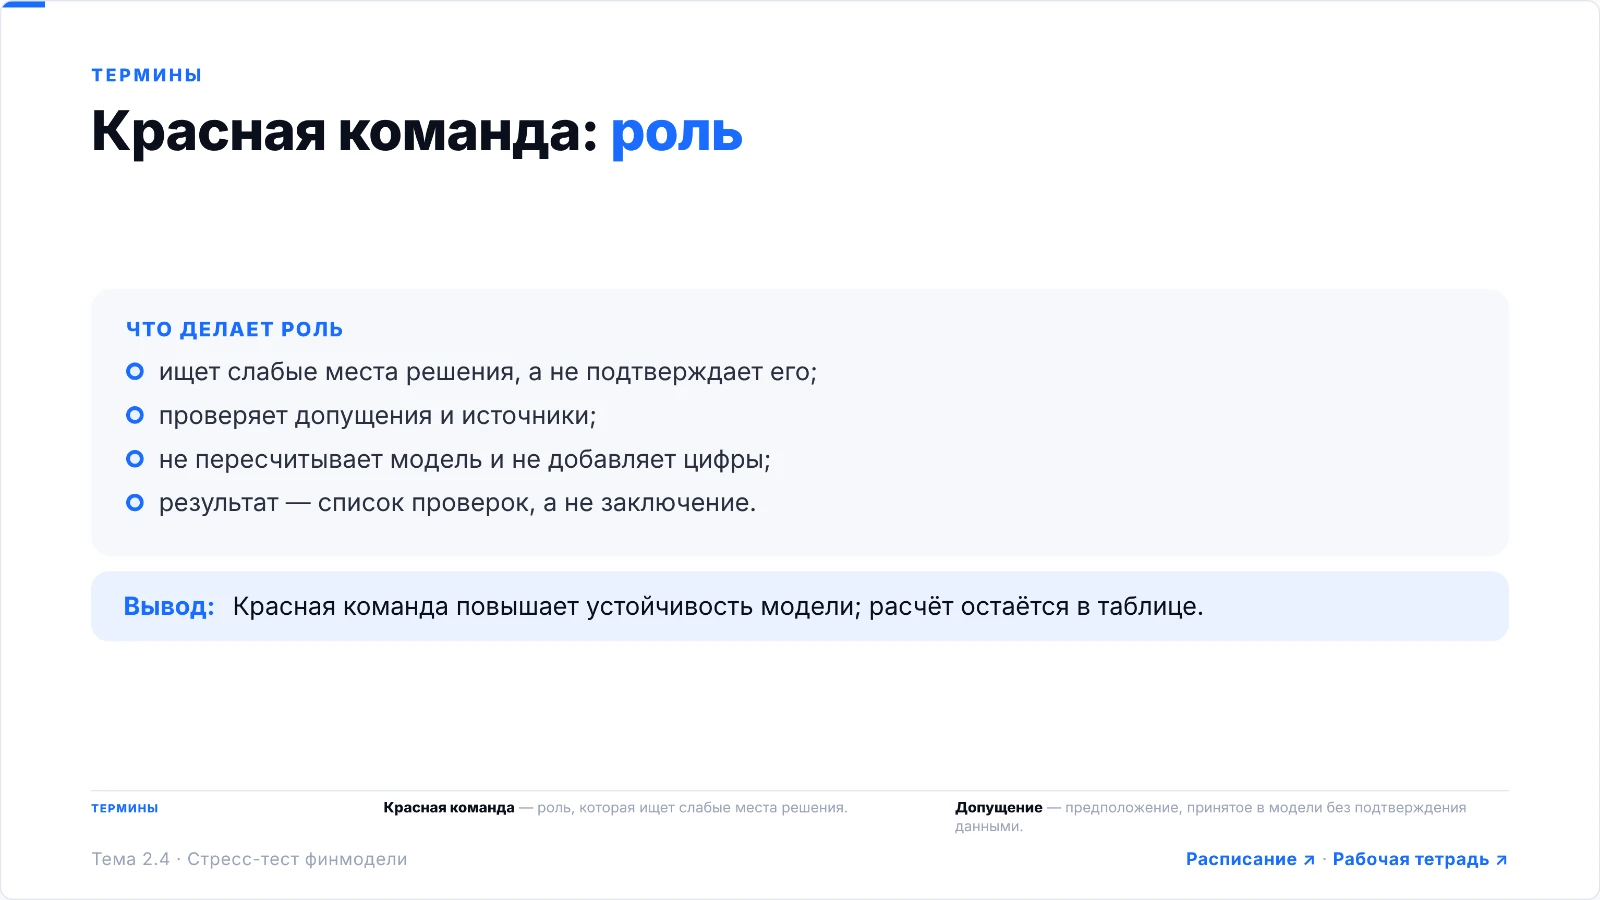 ТЕРМИНЫ
Красная команда: роль
ЧТО ДЕЛАЕТ РОЛЬ
ищет слабые места решения, а не подтверждает его;
проверяет допущения и источники;
не пересчитывает модель и не добавляет цифры;
результат — список проверок, а не заключение.
Вывод: Красная команда повышает устойчивость модели; расчёт остаётся в таблице.
ТЕРМИНЫ
Красная команда — роль, которая ищет слабые места решения.
Допущение — предположение, принятое в модели без подтверждения
данными.
Тема 2.4 · Стресс-тест финмодели
Расписание ↗ · Рабочая тетрадь ↗